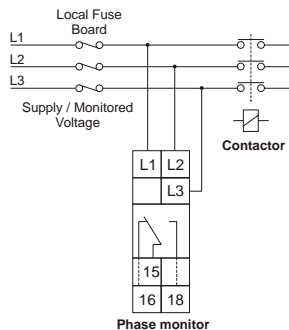 Local Fuse
Board
L1
L2
L3
Supply / Monitored
Voltage
Contactor
L1 L2
L3
15
16 18
Phase monitor